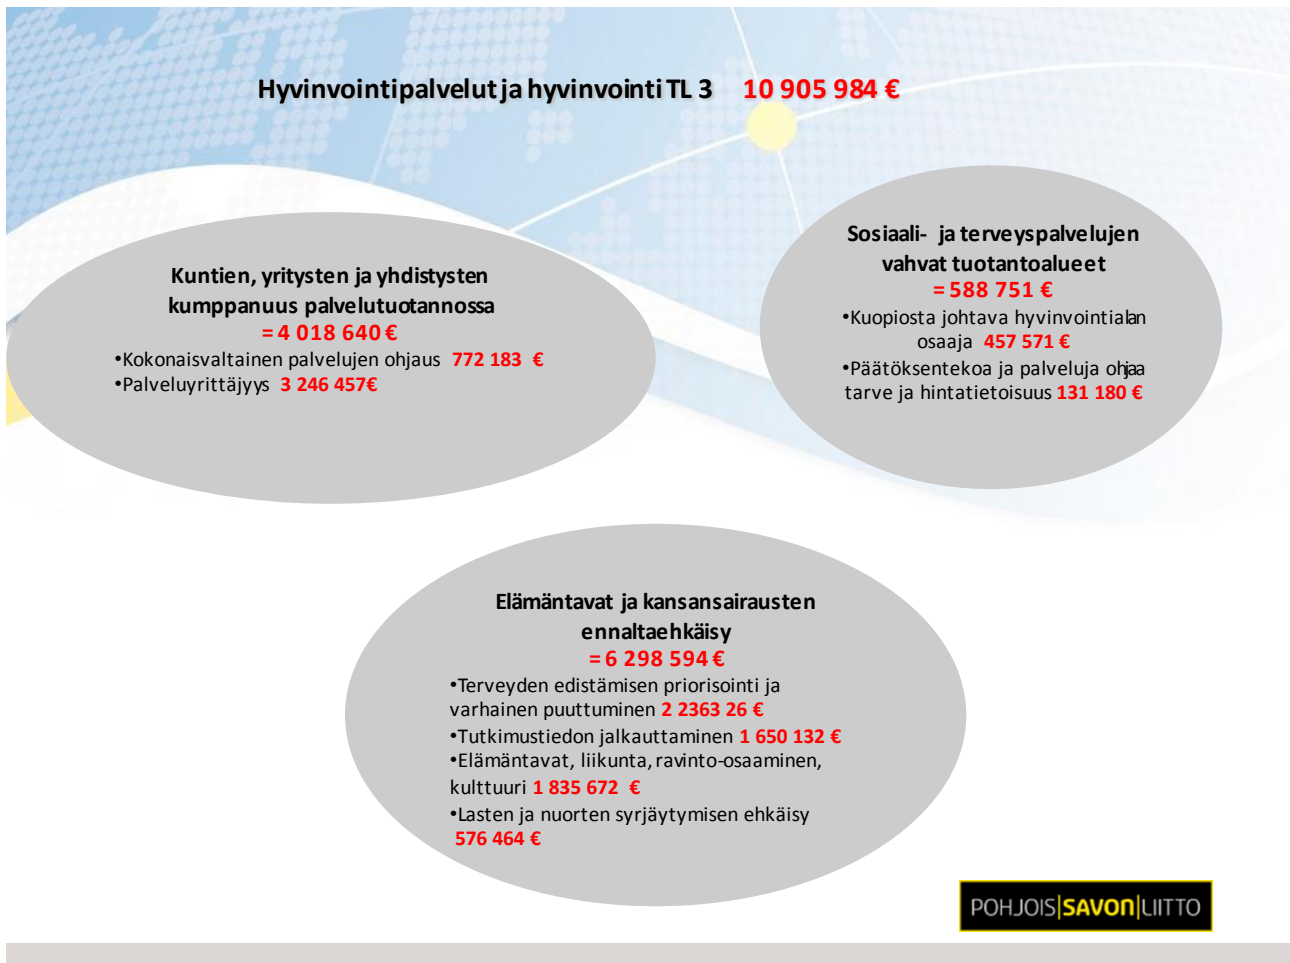 Hyvinvointipalvelut ja hyvinvointi TL 3 10 905 984 €
Kuntien, yritysten ja yhdistysten
kumppanuus palvelutuotannossa
= 4 018 640 €
•Kokonaisvaltainen palvelujen ohjaus 772 183 €
•Palveluyrittäjyys 3 246 457€
Sosiaali- ja terveyspalvelujen
vahvat tuotantoalueet
= 588 751 €
•Kuopiosta johtava hyvinvointialan
osaaja 457 571 €
•Päätöksentekoa ja palveluja ohjaa
tarve ja hintatietoisuus 131 180 €
Elämäntavat ja kansansairausten
ennaltaehkäisy
= 6 298 594 €
•Terveyden edistämisen priorisointi ja
varhainen puuttuminen 2 2363 26 €
•Tutkimustiedon jalkauttaminen 1 650 132 €
•Elämäntavat, liikunta, ravinto-osaaminen,
kulttuuri 1 835 672 €
•Lasten ja nuorten syrjäytymisen ehkäisy
576 464 €
POHJOIS|SAVON|LIITTO